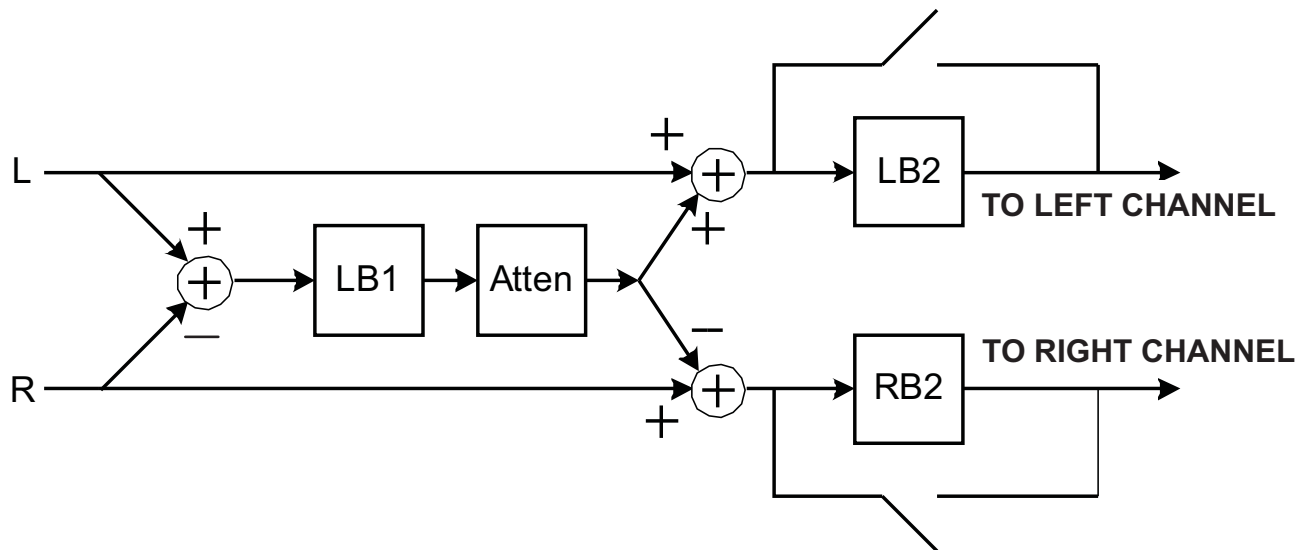 +
L
+
LB2
TO LEFT CHANNEL
+
+
+
LB1
Atten
—
—
TO RIGHT CHANNEL
R
+
RB2
+